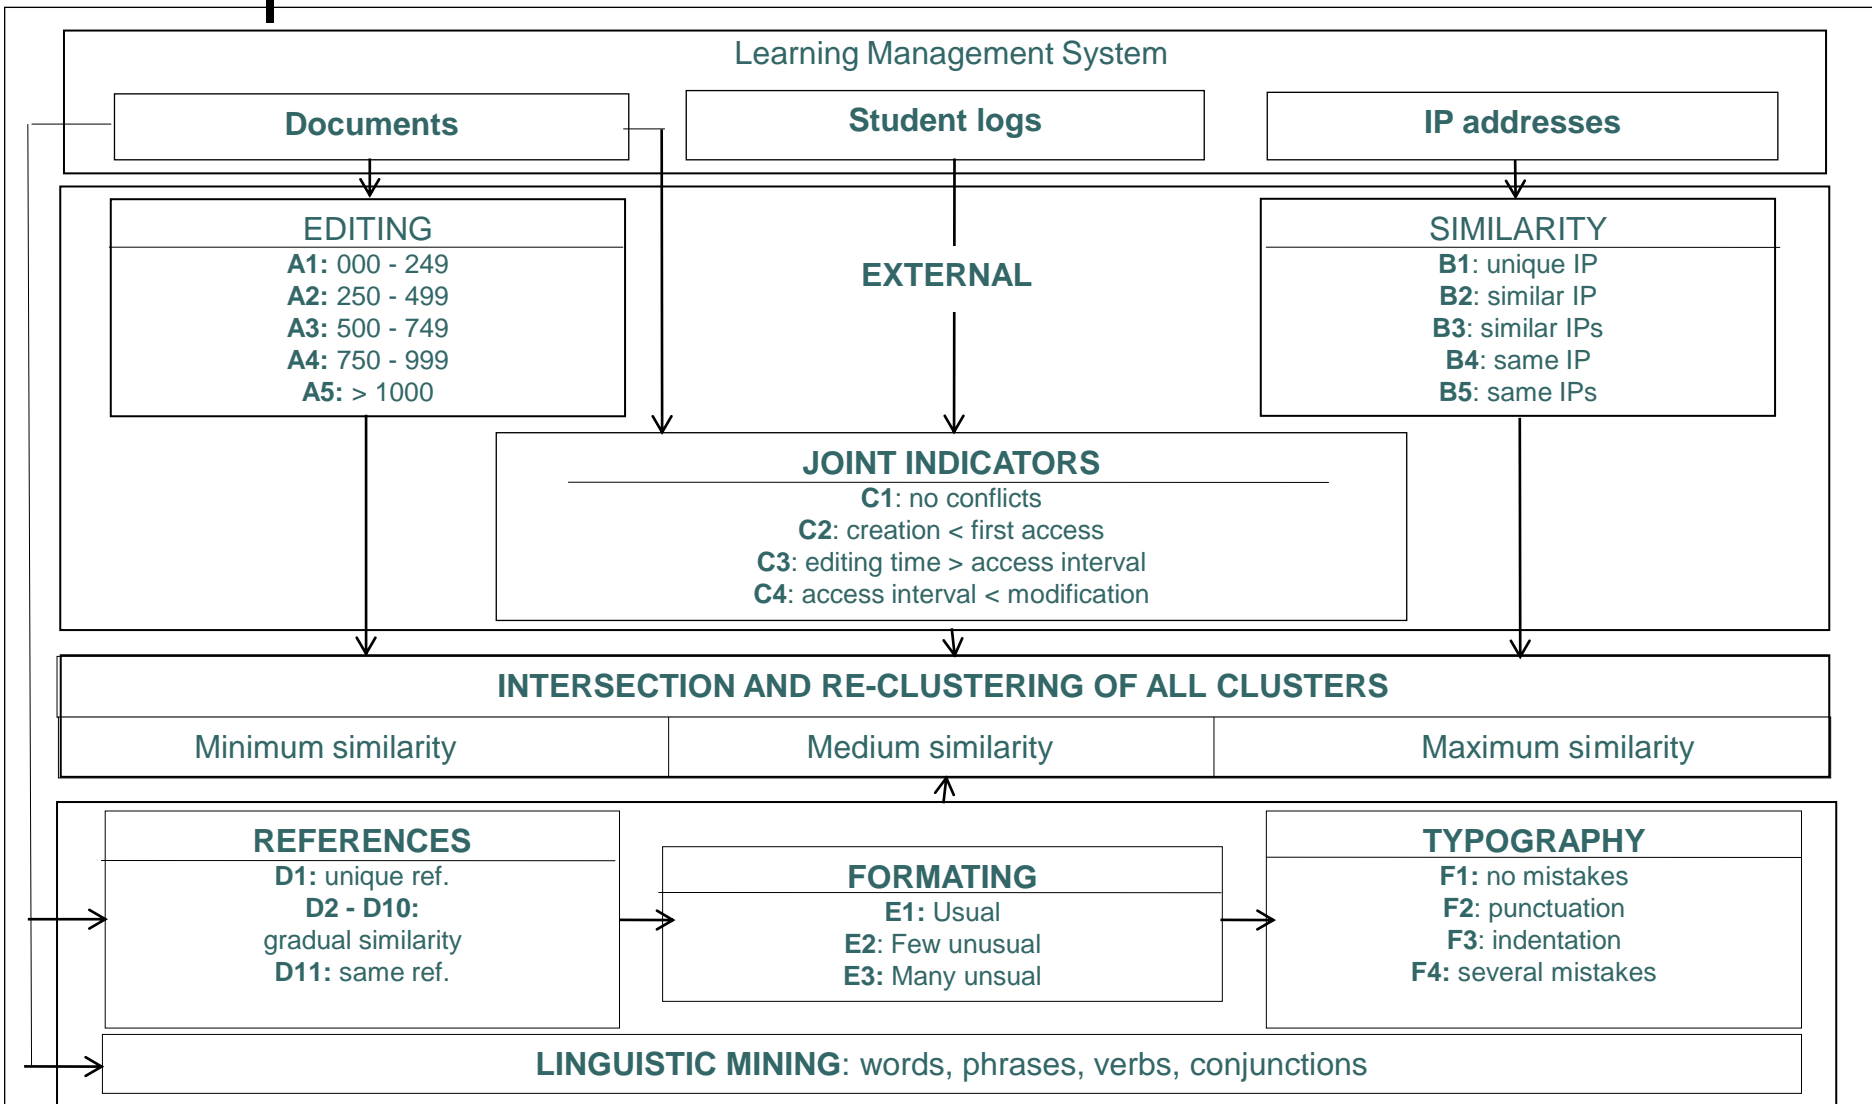 Learning Management System
Documents
Student logs
IP addresses
EDITING
A1: 000 - 249
A2: 250 - 499
A3: 500 - 749
A4: 750 - 999
A5: > 1000
EXTERNAL
SIMILARITY
B1: unique IP
B2: similar IP
B3: similar IPs
B4: same IP
B5: same IPs
JOINT INDICATORS
C1: no conflicts
C2: creation < first access
C3: editing time > access interval
C4: access interval < modification
INTERSECTION AND RE-CLUSTERING OF ALL CLUSTERS
Minimum similarity
Medium similarity
Maximum similarity
REFERENCES
D1: unique ref.
D2 - D10:
gradual similarity
D11: same ref.
FORMATING
E1: Usual
E2: Few unusual
E3: Many unsual
TYPOGRAPHY
F1: no mistakes
F2: punctuation
F3: indentation
F4: several mistakes
LINGUISTIC MINING: words, phrases, verbs, conjunctions